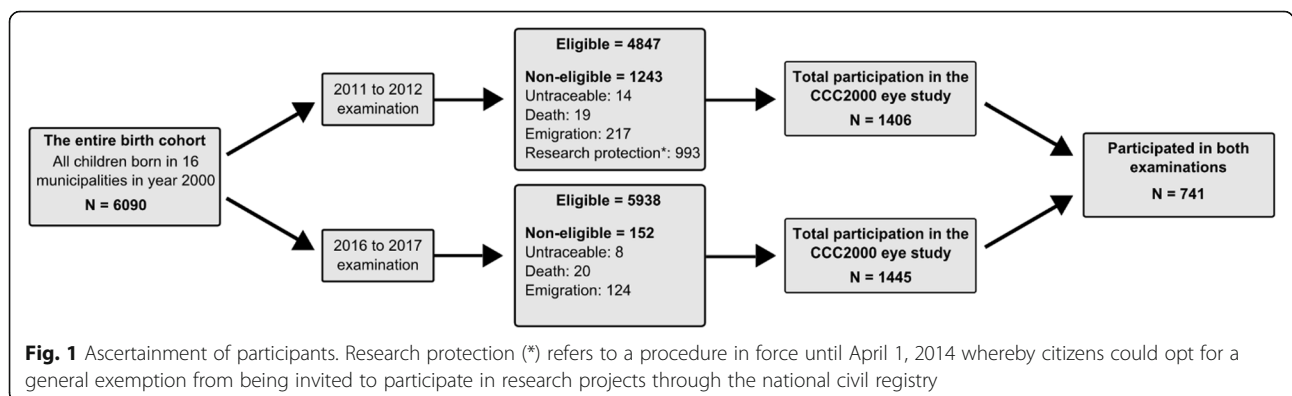 The entire birth cohort
All children born in 16
municipalities in year 2000
N = 6090
2011 to 2012
examination
Eligible = 4847
Non-eligible = 1243
Untraceable: 14
Death: 19
Emigration: 217
Research protection*: 993
Total participation in the
CCC2000 eye study
N = 1406
2016 to 2017
examination
Eligible = 5938
Non-eligible = 152
Untraceable: 8
Death: 20
Emigration: 124
Total participation in the
CCC2000 eye study
N = 1445
Participated in both
examinations
N = 741
Fig. 1 Ascertainment of participants. Research protection (*) refers to a procedure in force until April 1, 2014 whereby citizens could opt for a
general exemption from being invited to participate in research projects through the national civil registry